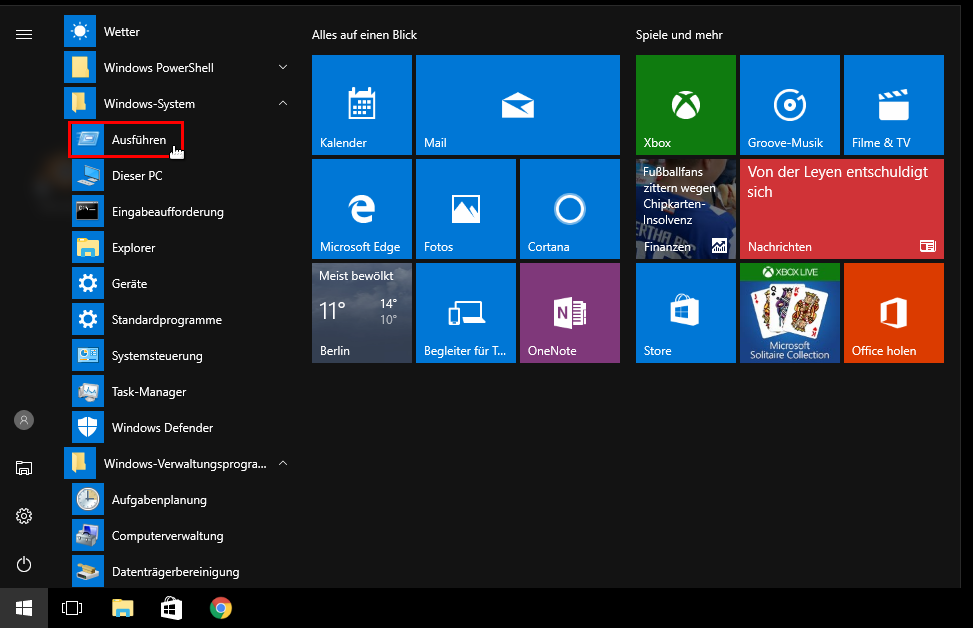 Wetter
Windows PowerShell
Windows-System
Ausführen
Dieser PC
Eingabeaufforderung
Explorer
Geräte
Standardprogramme
Systemsteuerung
Task-Manager
Windows Defender
Windows-Verwaltungsprogra...
Aufgabenplanung
Computerverwaltung
Datenträgerbereinigung
Alles auf einen Blick
Kalender
Mail
Microsoft Edge
Fotos
Cortana
Meist bewölkt
11°
14°
10°
Berlin
Begleiter für T...
OneNote
Spiele und mehr
Xbox
Groove-Musik
Filme & TV
Fußballfans
zittern wegen
Chipkarten-
Insolvenz
Finanzen
Von der Leyen entschuldigt
sich
Nachrichten
Store
XBOX LIVE
Microsoft
Solitaire Collection
Office holen